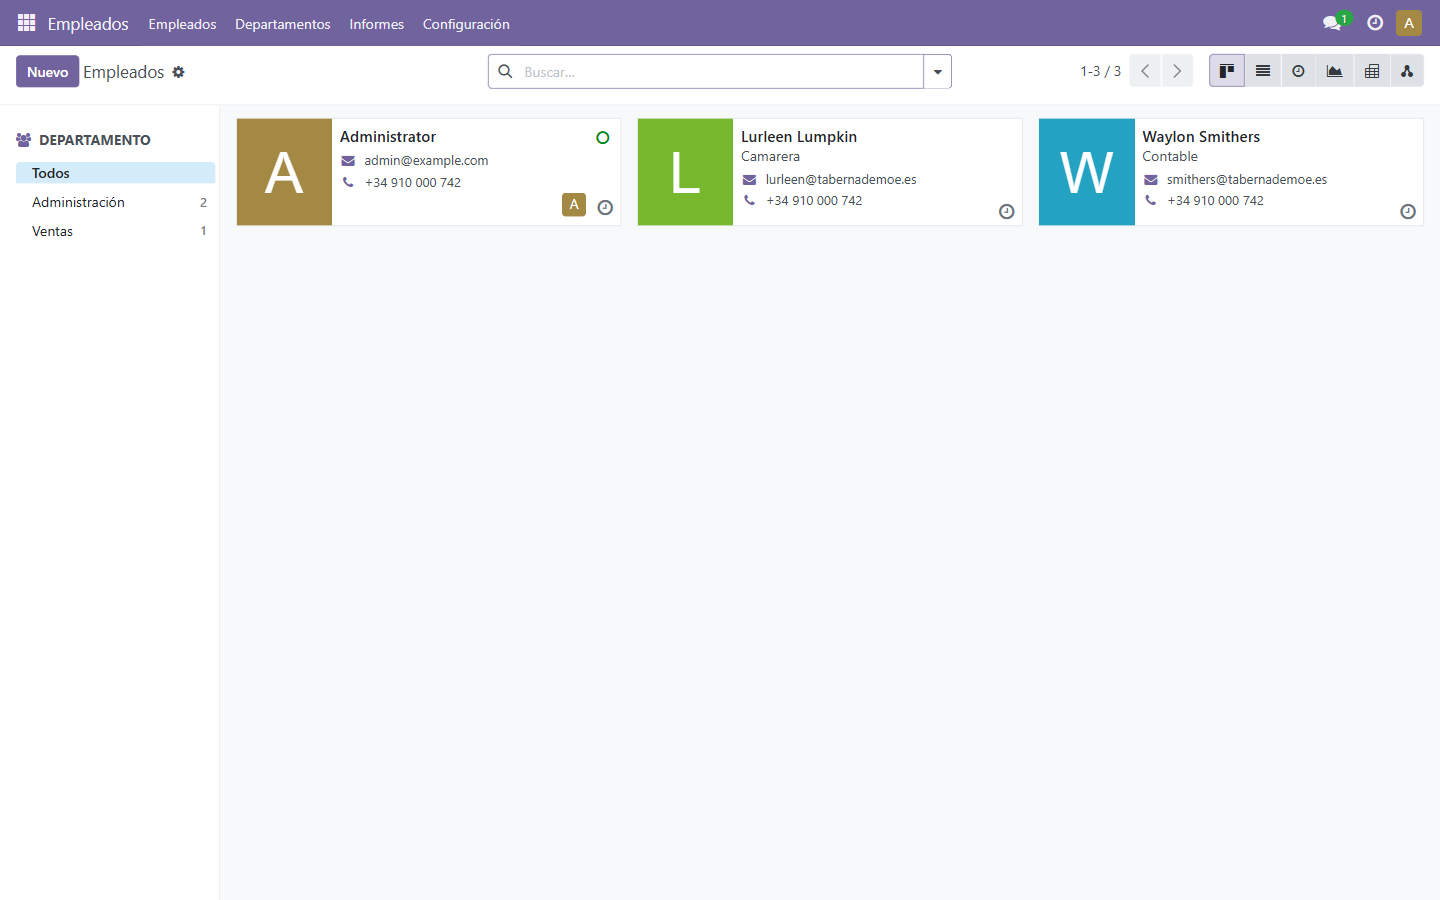 Empleados Empleados Departamentos Informes Configuración 1 A
Nuevo Empleados Buscar... 1-3 / 3
DEPARTAMENTO
Todos
Administración 2
Ventas 1
A
Administrator
admin@example.com
+34 910 000 742
A
L
Lurleen Lumpkin
Camarera
lurleen@tabernademoe.es
+34 910 000 742
W
Waylon Smithers
Contable
smithers@tabernademoe.es
+34 910 000 742